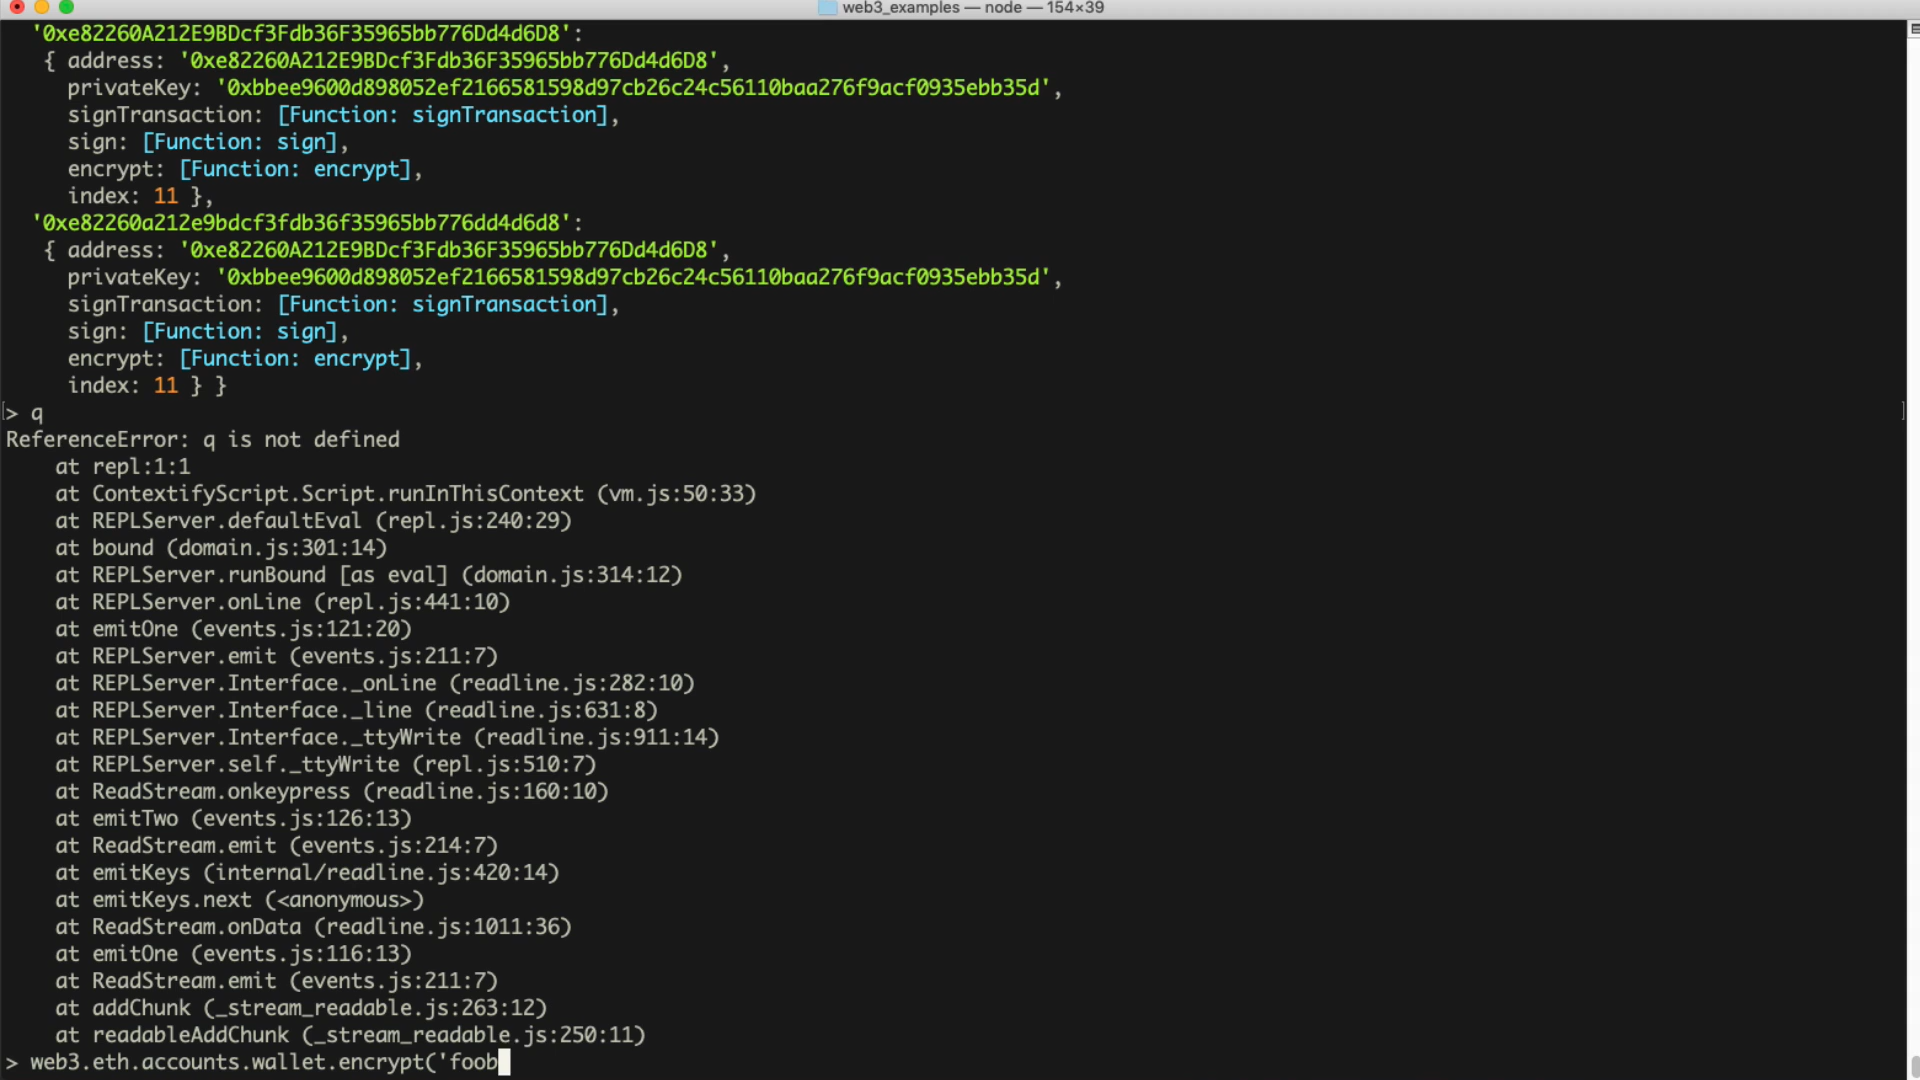 web3_examples — node — 154×39
'0xe82260A212E9BDcf3Fdb36F35965bb776Dd4d6D8':
{ address: '0xe82260A212E9BDcf3Fdb36F35965bb776Dd4d6D8',
privateKey: '0xbbee9600d898052ef2166581598d97cb26c24c56110baa276f9acf0935ebb35d',
signTransaction: [Function: signTransaction],
sign: [Function: sign],
encrypt: [Function: encrypt],
index: 11 },
'0xe82260a212e9bdcf3fdb36f35965bb776dd4d6d8':
{ address: '0xe82260A212E9BDcf3Fdb36F35965bb776Dd4d6D8',
privateKey: '0xbbee9600d898052ef2166581598d97cb26c24c56110baa276f9acf0935ebb35d',
signTransaction: [Function: signTransaction],
sign: [Function: sign],
encrypt: [Function: encrypt],
index: 11 } }
[> q ]
ReferenceError: q is not defined
at repl:1:1
at ContextifyScript.Script.runInThisContext (vm.js:50:33)
at REPLServer.defaultEval (repl.js:240:29)
at bound (domain.js:301:14)
at REPLServer.runBound [as eval] (domain.js:314:12)
at REPLServer.onLine (repl.js:441:10)
at emitOne (events.js:121:20)
at REPLServer.emit (events.js:211:7)
at REPLServer.Interface._onLine (readline.js:282:10)
at REPLServer.Interface._line (readline.js:631:8)
at REPLServer.Interface._ttyWrite (readline.js:911:14)
at REPLServer.self._ttyWrite (repl.js:510:7)
at ReadStream.onkeypress (readline.js:160:10)
at emitTwo (events.js:126:13)
at ReadStream.emit (events.js:214:7)
at emitKeys (internal/readline.js:420:14)
at emitKeys.next (<anonymous>)
at ReadStream.onData (readline.js:1011:36)
at emitOne (events.js:116:13)
at ReadStream.emit (events.js:211:7)
at addChunk (_stream_readable.js:263:12)
at readableAddChunk (_stream_readable.js:250:11)
> web3.eth.accounts.wallet.encrypt('foob